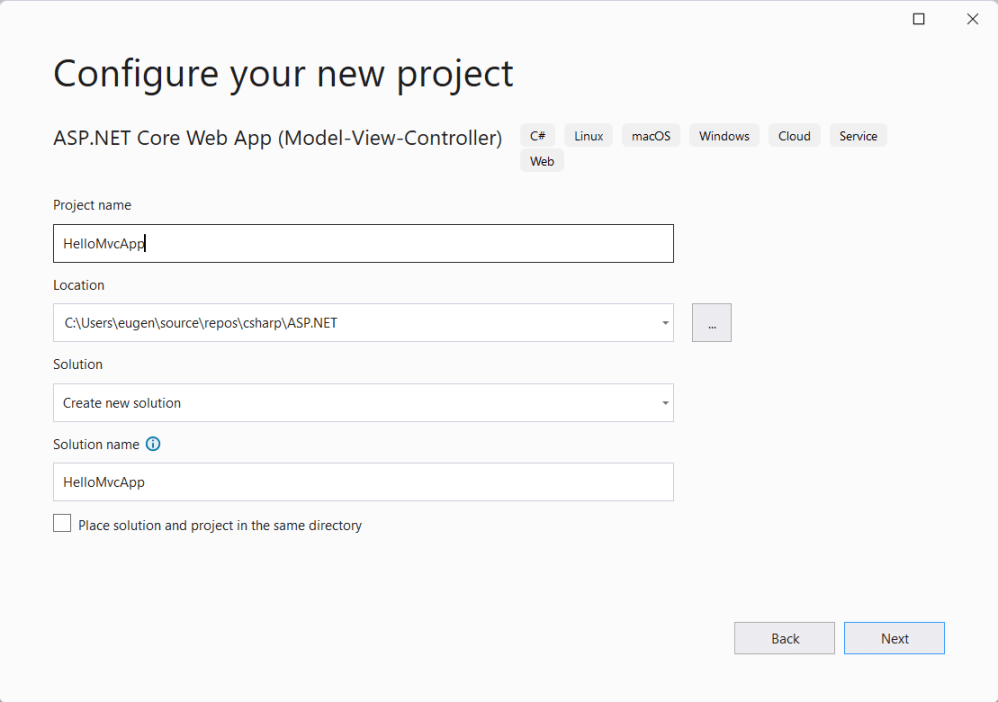 Configure your new project
ASP.NET Core Web App (Model-View-Controller) C# Linux macOS Windows Cloud Service
Web
Project name
HelloMvcApp
Location
C:\Users\eugen\source\repos\csharp\ASP.NET
...
Solution
Create new solution
Solution name
HelloMvcApp
Place solution and project in the same directory
Back Next